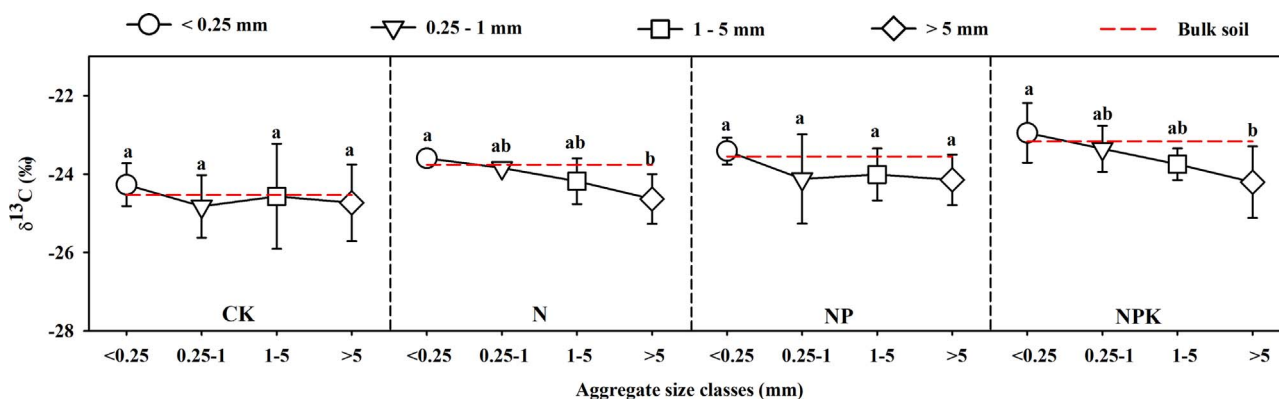 < 0.25 mm 0.25 - 1 mm 1 - 5 mm > 5 mm Bulk soil
δ13C (‰)
-22
-24
-26
-28
a a a a
a ab ab b
a a a a
a ab ab b
CK N NP NPK
<0.25 0.25-1 1-5 >5 <0.25 0.25-1 1-5 >5 <0.25 0.25-1 1-5 >5 <0.25 0.25-1 1-5 >5
Aggregate size classes (mm)